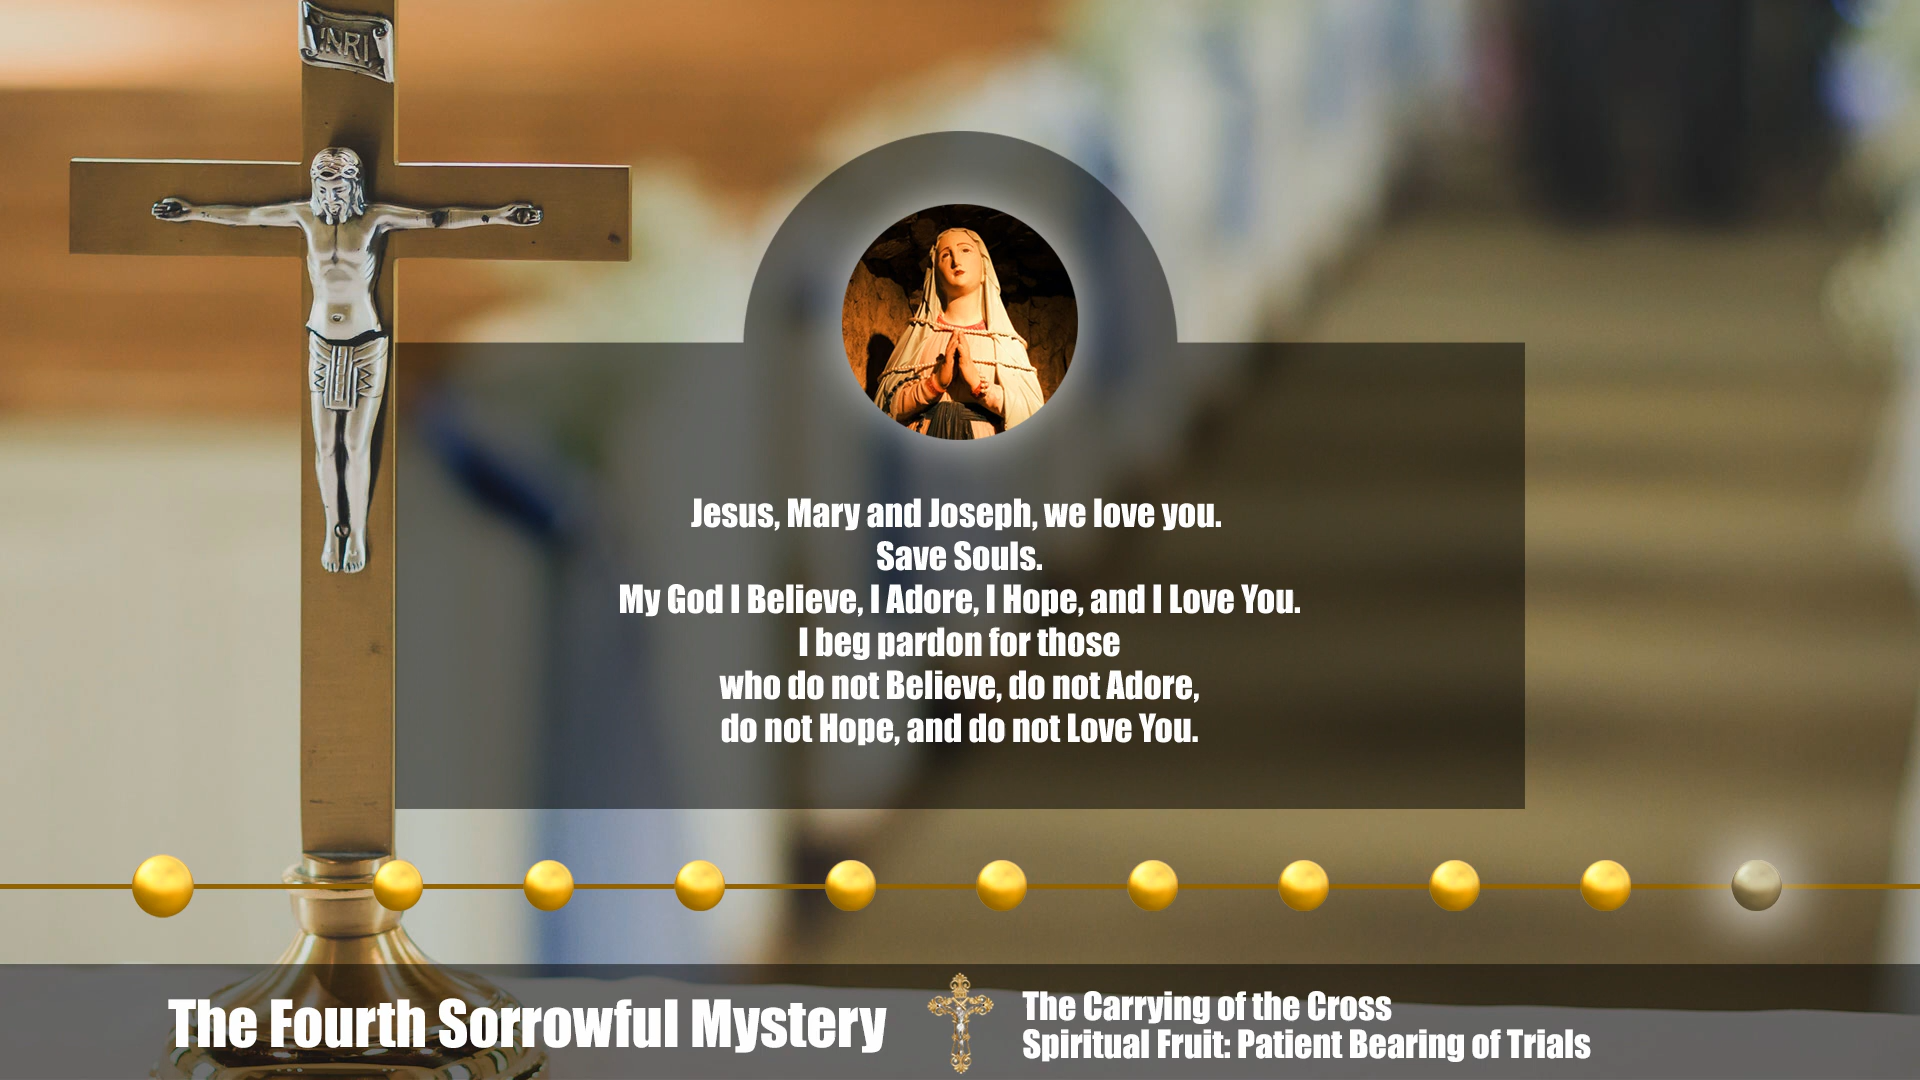 INRI
Jesus, Mary and Joseph, we love you.
Save Souls.
My God I Believe, I Adore, I Hope, and I Love You.
I beg pardon for those
who do not Believe, do not Adore,
do not Hope, and do not Love You.
The Fourth Sorrowful Mystery
The Carrying of the Cross
Spiritual Fruit: Patient Bearing of Trials